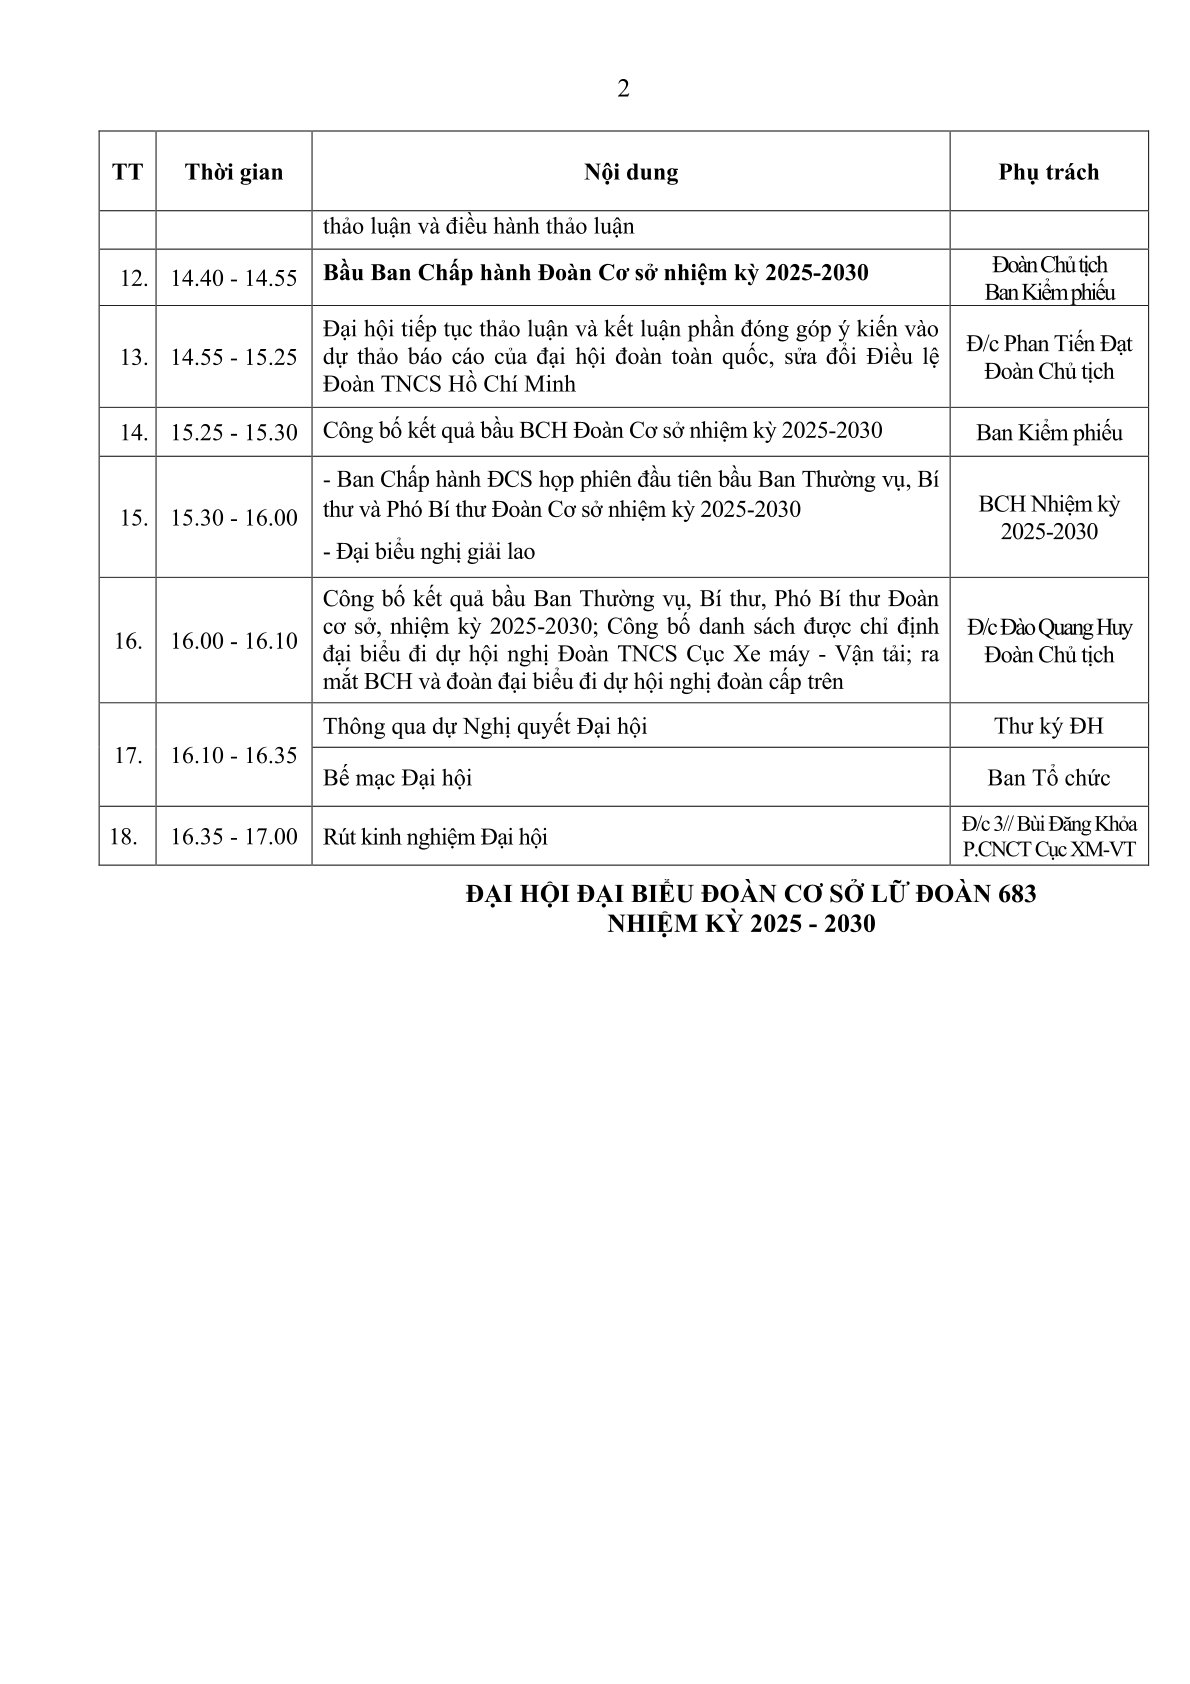 2
TT Thời gian Nội dung Phụ trách
thảo luận và điều hành thảo luận
12. 14.40 - 14.55 Bầu Ban Chấp hành Đoàn Cơ sở nhiệm kỳ 2025-2030 Đoàn Chủ tịch
Ban Kiểm phiếu
13. 14.55 - 15.25 Đại hội tiếp tục thảo luận và kết luận phần đóng góp ý kiến vào
dự thảo báo cáo của đại hội đoàn toàn quốc, sửa đổi Điều lệ
Đoàn TNCS Hồ Chí Minh
Đ/c Phan Tiến Đạt
Đoàn Chủ tịch
14. 15.25 - 15.30 Công bố kết quả bầu BCH Đoàn Cơ sở nhiệm kỳ 2025-2030 Ban Kiểm phiếu
15. 15.30 - 16.00 - Ban Chấp hành ĐCS họp phiên đầu tiên bầu Ban Thường vụ, Bí
thư và Phó Bí thư Đoàn Cơ sở nhiệm kỳ 2025-2030
- Đại biểu nghị giải lao
BCH Nhiệm kỳ
2025-2030
16. 16.00 - 16.10 Công bố kết quả bầu Ban Thường vụ, Bí thư, Phó Bí thư Đoàn
cơ sở, nhiệm kỳ 2025-2030; Công bố danh sách được chỉ định
đại biểu đi dự hội nghị Đoàn TNCS Cục Xe máy - Vận tải; ra
mắt BCH và đoàn đại biểu đi dự hội nghị đoàn cấp trên
Đ/c Đào Quang Huy
Đoàn Chủ tịch
17. 16.10 - 16.35 Thông qua dự Nghị quyết Đại hội Thư ký ĐH
Bế mạc Đại hội Ban Tổ chức
18. 16.35 - 17.00 Rút kinh nghiệm Đại hội Đ/c 3// Bùi Đăng Khỏa
P.CNCT Cục XM-VT
ĐẠI HỘI ĐẠI BIỂU ĐOÀN CƠ SỞ LỮ ĐOÀN 683
NHIỆM KỲ 2025 - 2030